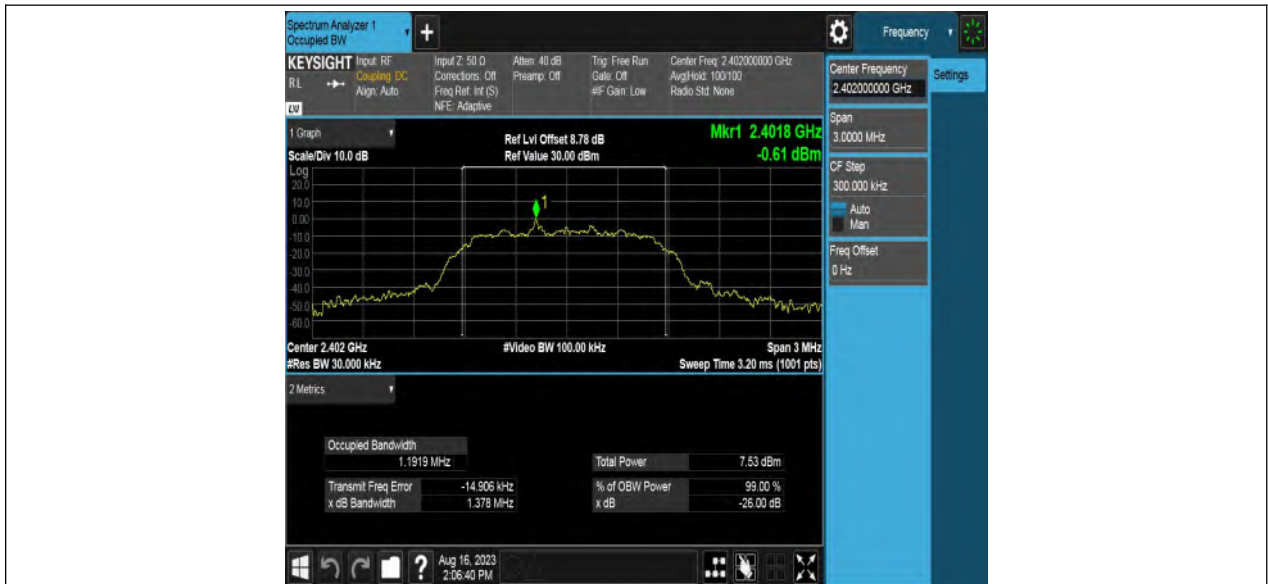 Spectrum Analyzer 1
Occupied BW
+
Frequency
KEYSIGHT
RL
LXI
Input: RF
Coupling: DC
Align: Auto
Input Z: 50 Ω
Corrections: Off
Freq Ref: Int (S)
NFE: Adaptive
Atten: 40 dB
Preamp: Off
Trig: Free Run
Gate: Off
#IF Gain: Low
Center Freq: 2.402000000 GHz
Avg|Hold: 100/100
Radio Std: None
Center Frequency
2.402000000 GHz
Settings
Span
3.0000 MHz
CF Step
300.000 kHz
Auto
Man
Freq Offset
0 Hz
1 Graph
Scale/Div 10.0 dB
Ref Lvl Offset 8.78 dB
Ref Value 30.00 dBm
Mkr1 2.4018 GHz
-0.61 dBm
Log
20.0
10.0
0.00
-10.0
-20.0
-30.0
-40.0
-50.0
-60.0
1
Center 2.402 GHz
#Video BW 100.00 kHz
Span 3 MHz
#Res BW 30.000 kHz
Sweep Time 3.20 ms (1001 pts)
2 Metrics
Occupied Bandwidth
1.1919 MHz
Total Power 7.53 dBm
Transmit Freq Error -14.906 kHz
% of OBW Power 99.00 %
x dB Bandwidth 1.378 MHz
x dB -26.00 dB
?
Aug 16, 2023
2:06:40 PM